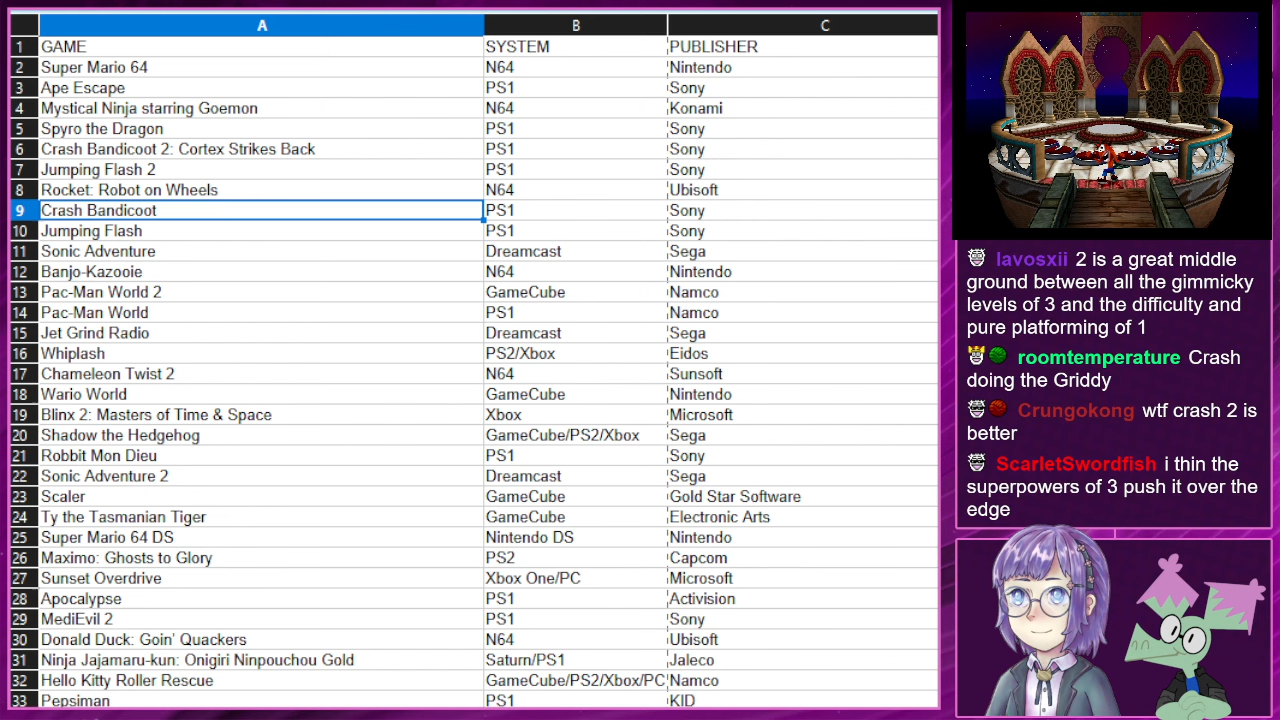 A B C
1 GAME SYSTEM PUBLISHER
2 Super Mario 64 N64 Nintendo
3 Ape Escape PS1 Sony
4 Mystical Ninja starring Goemon N64 Konami
5 Spyro the Dragon PS1 Sony
6 Crash Bandicoot 2: Cortex Strikes Back PS1 Sony
7 Jumping Flash 2 PS1 Sony
8 Rocket: Robot on Wheels N64 Ubisoft
9 Crash Bandicoot PS1 Sony
10 Jumping Flash PS1 Sony
11 Sonic Adventure Dreamcast Sega
12 Banjo-Kazooie N64 Nintendo
13 Pac-Man World 2 GameCube Namco
14 Pac-Man World PS1 Namco
15 Jet Grind Radio Dreamcast Sega
16 Whiplash PS2/Xbox Eidos
17 Chameleon Twist 2 N64 Sunsoft
18 Wario World GameCube Nintendo
19 Blinx 2: Masters of Time & Space Xbox Microsoft
20 Shadow the Hedgehog GameCube/PS2/Xbox Sega
21 Robbit Mon Dieu PS1 Sony
22 Sonic Adventure 2 Dreamcast Sega
23 Scaler GameCube Gold Star Software
24 Ty the Tasmanian Tiger GameCube Electronic Arts
25 Super Mario 64 DS Nintendo DS Nintendo
26 Maximo: Ghosts to Glory PS2 Capcom
27 Sunset Overdrive Xbox One/PC Microsoft
28 Apocalypse PS1 Activision
29 MediEvil 2 PS1 Sony
30 Donald Duck: Goin' Quackers N64 Ubisoft
31 Ninja Jajamaru-kun: Onigiri Ninpouchou Gold Saturn/PS1 Jaleco
32 Hello Kitty Roller Rescue GameCube/PS2/Xbox/PC Namco
33 Pepsiman PS1 KID
lavosxii 2 is a great middle
ground between all the gimmicky
levels of 3 and the difficulty and
pure platforming of 1
roomtemperature Crash
doing the Griddy
Crungokong wtf crash 2 is
better
ScarletSwordfish i thin the
superpowers of 3 push it over the
edge